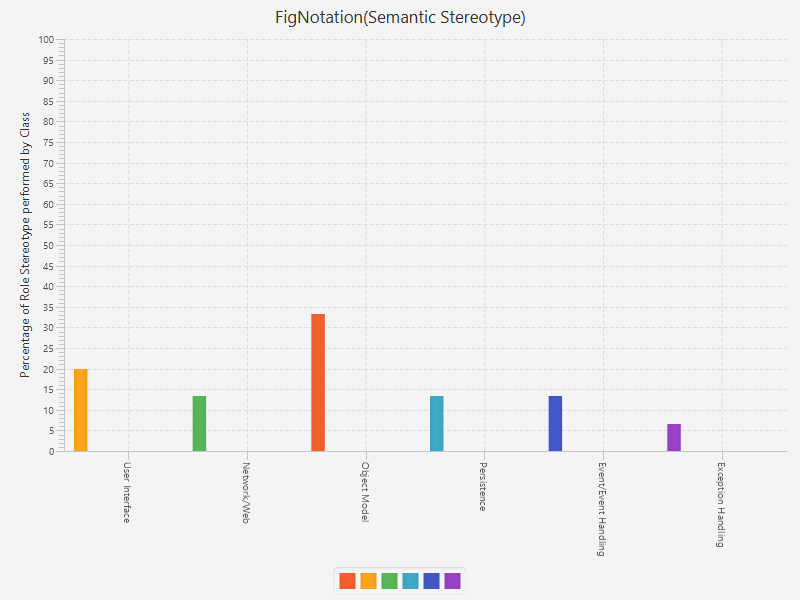 FigNotation(Semantic Stereotype)
Percentage of Role Stereotype performed by Class
100
95
90
85
80
75
70
65
60
55
50
45
40
35
30
25
20
15
10
5
0
User Interface
Network/Web
Object Model
Persistence
Event/Event Handling
Exception Handling